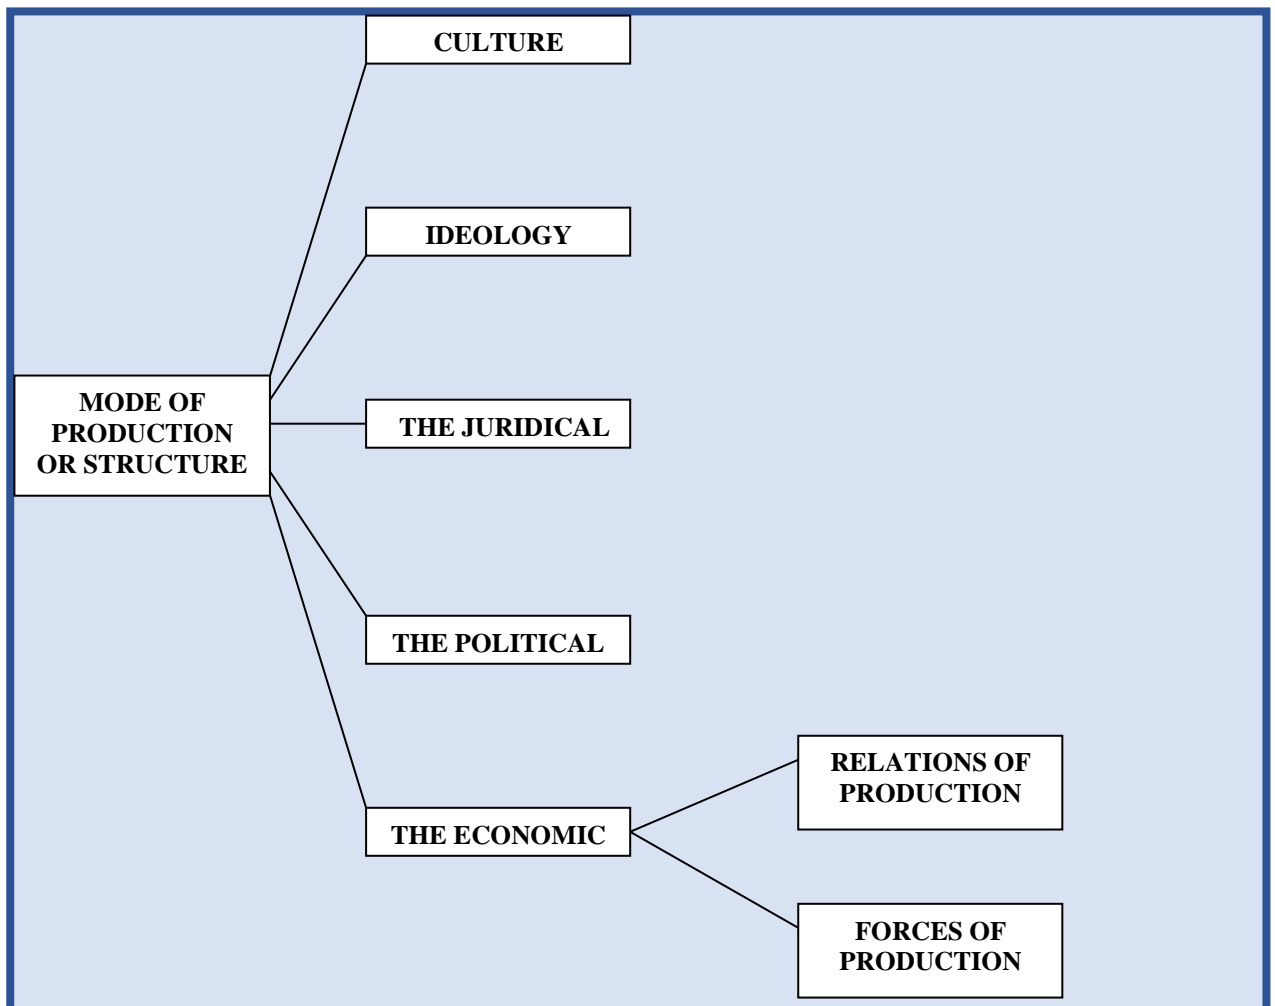 CULTURE
IDEOLOGY
MODE OF
PRODUCTION
OR STRUCTURE
THE JURIDICAL
THE POLITICAL
RELATIONS OF
PRODUCTION
THE ECONOMIC
FORCES OF
PRODUCTION